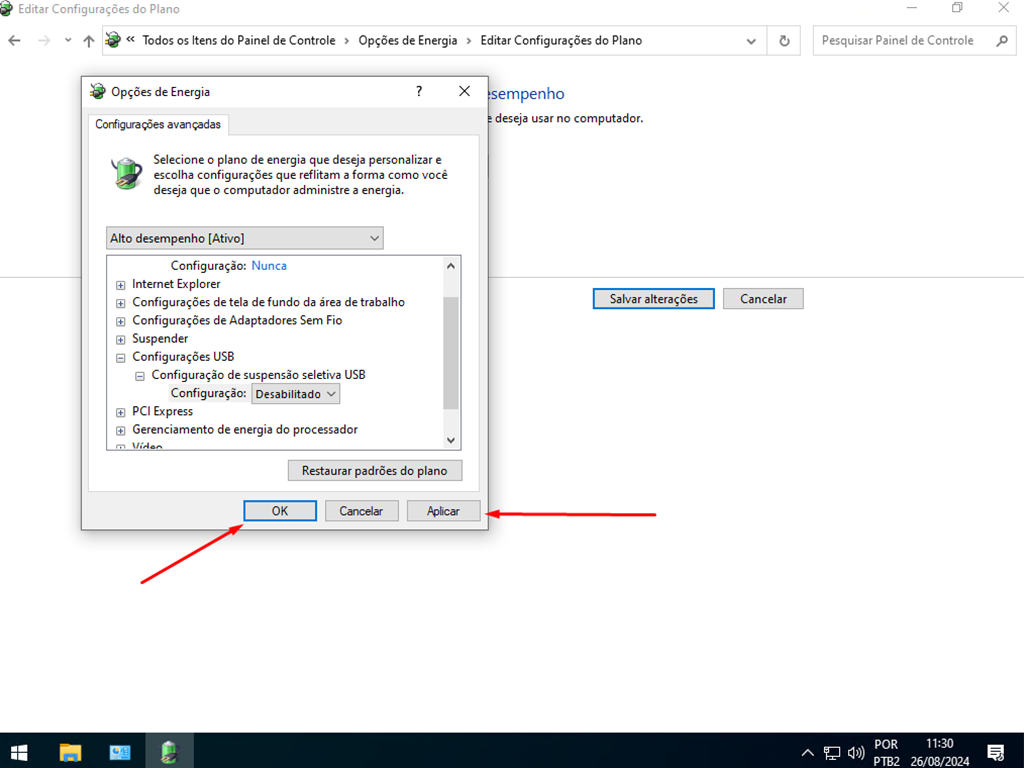 Editar Configurações do Plano
« Todos os Itens do Painel de Controle › Opções de Energia › Editar Configurações do Plano
Pesquisar Painel de Controle
Opções de Energia
?
esempenho
Configurações avançadas
e deseja usar no computador.
Selecione o plano de energia que deseja personalizar e
escolha configurações que reflitam a forma como você
deseja que o computador administre a energia.
Alto desempenho [Ativo]
Configuração: Nunca
Internet Explorer
Configurações de tela de fundo da área de trabalho
Configurações de Adaptadores Sem Fio
Suspender
Configurações USB
Configuração de suspensão seletiva USB
Configuração: Desabilitado
PCI Express
Gerenciamento de energia do processador
Vídeo
Restaurar padrões do plano
OK
Cancelar
Aplicar
Salvar alterações
Cancelar
POR
PTB2
11:30
26/08/2024